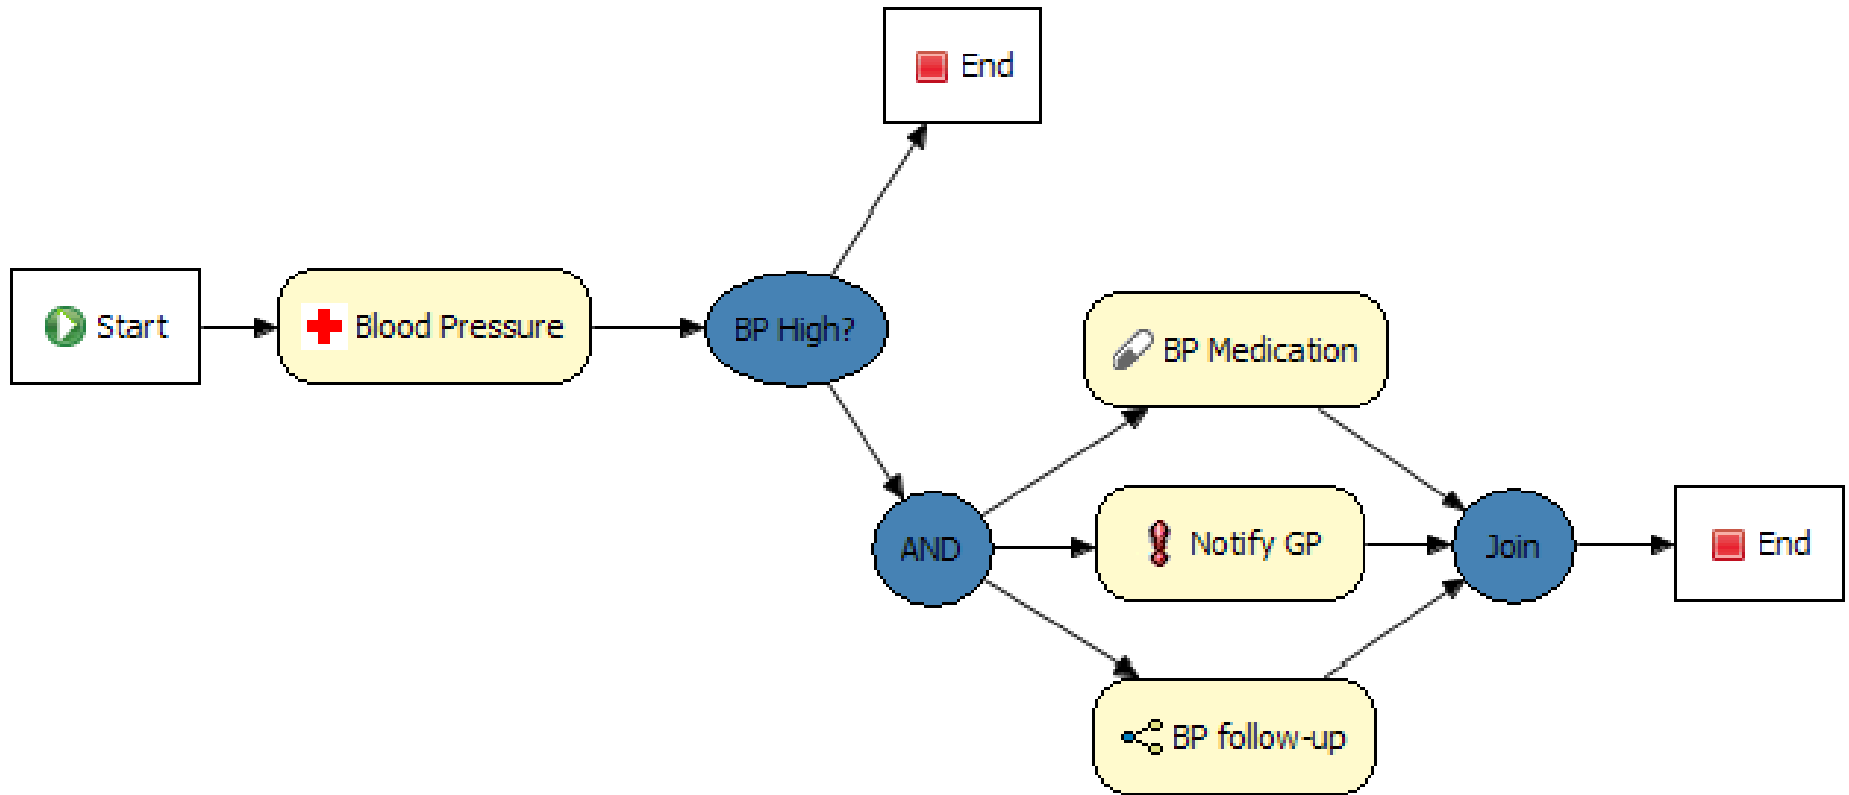 End
Start
Blood Pressure
BP High?
BP Medication
AND
Notify GP
Join
End
BP follow-up